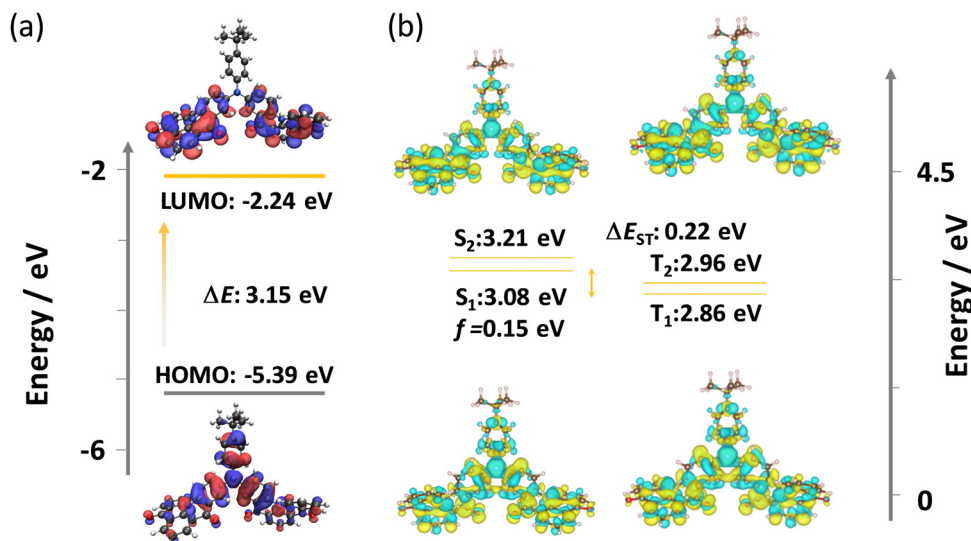 (a)
(b)
Energy / eV
-2
-6
LUMO: -2.24 eV
ΔE: 3.15 eV
HOMO: -5.39 eV
S₂:3.21 eV
S₁:3.08 eV
f =0.15 eV
ΔE_ST: 0.22 eV
T₂:2.96 eV
T₁:2.86 eV
4.5
0
Energy / eV